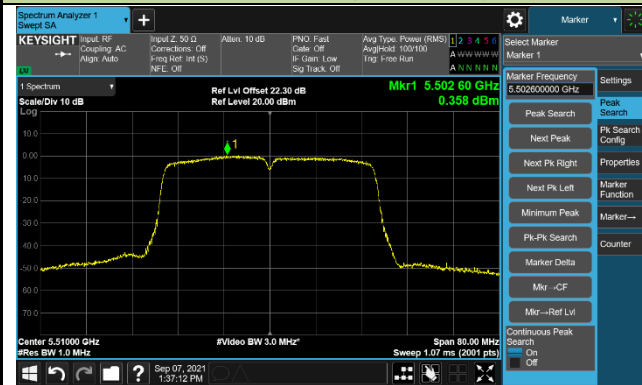 Spectrum Analyzer 1
Swept SA
Marker
KEYSIGHT
Input: RF
Coupling: AC
Align: Auto
Input Z: 50 Ω
Corrections: Off
Freq Ref: Int (S)
NFE: Off
Atten: 10 dB
PNO: Fast
Gate: Off
IF Gain: Low
Sig Track: Off
Avg Type: Power (RMS)
Avg|Hold: 100/100
Trig: Free Run
1 2 3 4 5 6
A W W W W W
A N N N N N
Select Marker
Marker 1
1 Spectrum
Scale/Div 10 dB
Log
Ref Lvl Offset 22.30 dB
Ref Level 20.00 dBm
Mkr1 5.502 60 GHz
0.358 dBm
Marker Frequency
5.502600000 GHz
Settings
Peak Search
Peak
Search
Next Peak
Pk Search
Config
Next Pk Right
Properties
Next Pk Left
Marker
Function
Minimum Peak
Marker→
Pk-Pk Search
Counter
Marker Delta
Mkr→CF
Mkr→Ref Lvl
Continuous Peak
Search
On
Off
10.0
0.00
-10.0
-20.0
-30.0
-40.0
-50.0
-60.0
-70.0
1
Center 5.51000 GHz
#Res BW 1.0 MHz
#Video BW 3.0 MHz*
Span 80.00 MHz
Sweep 1.07 ms (2001 pts)
Sep 07, 2021
1:37:12 PM